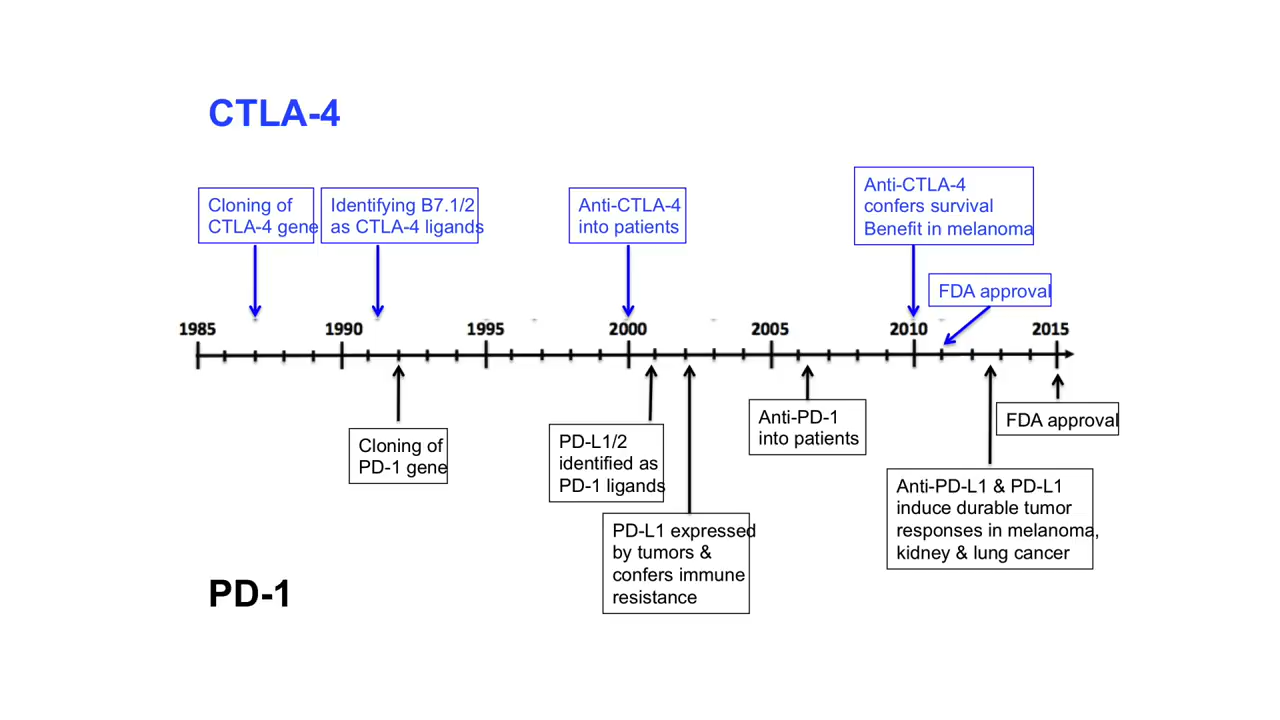 CTLA-4
Cloning of
CTLA-4 gene
Identifying B7.1/2
as CTLA-4 ligands
Anti-CTLA-4
into patients
Anti-CTLA-4
confers survival
Benefit in melanoma
FDA approval
1985
1990
1995
2000
2005
2010
2015
Cloning of
PD-1 gene
PD-L1/2
identified as
PD-1 ligands
PD-L1 expressed
by tumors &
confers immune
resistance
Anti-PD-1
into patients
Anti-PD-L1 & PD-L1
induce durable tumor
responses in melanoma,
kidney & lung cancer
FDA approval
PD-1